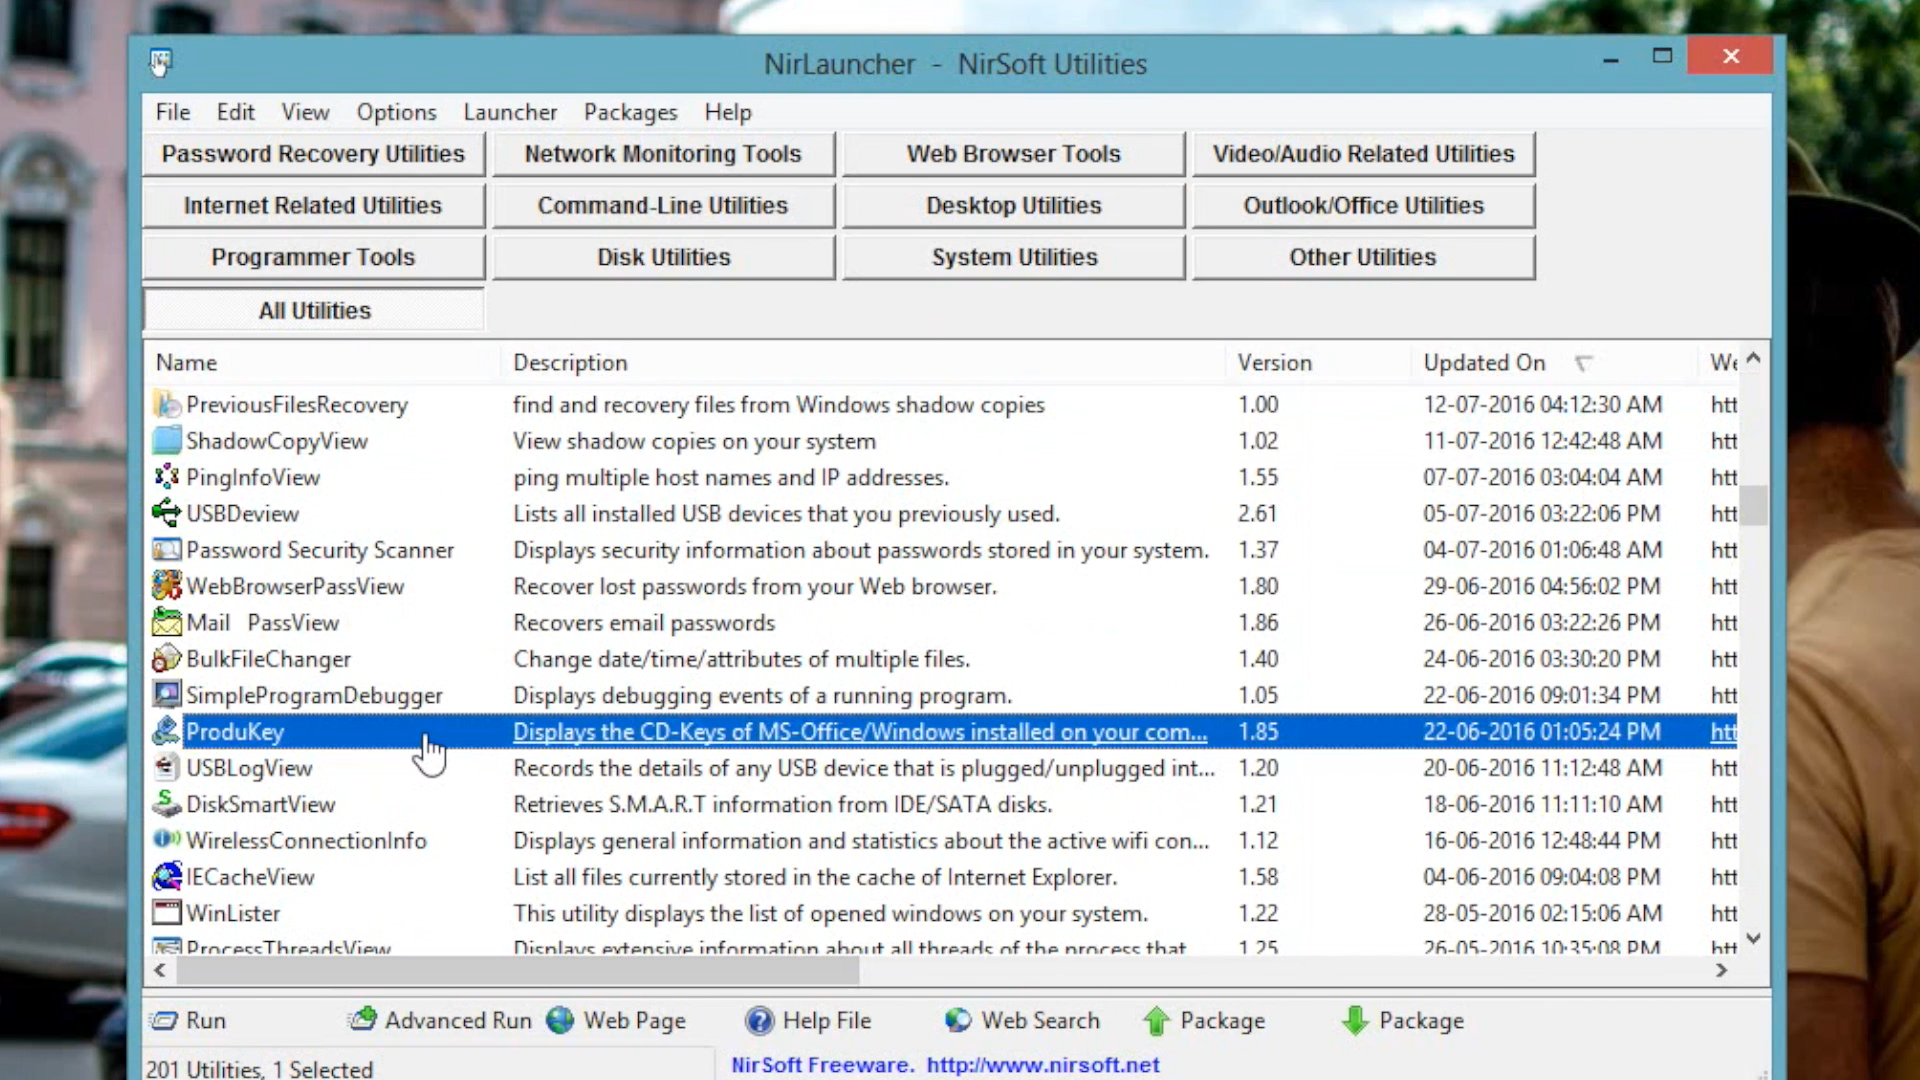 NirLauncher - NirSoft Utilities
File Edit View Options Launcher Packages Help
Password Recovery Utilities Network Monitoring Tools Web Browser Tools Video/Audio Related Utilities
Internet Related Utilities Command-Line Utilities Desktop Utilities Outlook/Office Utilities
Programmer Tools Disk Utilities System Utilities Other Utilities
All Utilities
Name Description Version Updated On We
PreviousFilesRecovery find and recovery files from Windows shadow copies 1.00 12-07-2016 04:12:30 AM htt
ShadowCopyView View shadow copies on your system 1.02 11-07-2016 12:42:48 AM htt
PingInfoView ping multiple host names and IP addresses. 1.55 07-07-2016 03:04:04 AM htt
USBDeview Lists all installed USB devices that you previously used. 2.61 05-07-2016 03:22:06 PM htt
Password Security Scanner Displays security information about passwords stored in your system. 1.37 04-07-2016 01:06:48 AM htt
WebBrowserPassView Recover lost passwords from your Web browser. 1.80 29-06-2016 04:56:02 PM htt
Mail PassView Recovers email passwords 1.86 26-06-2016 03:22:26 PM htt
BulkFileChanger Change date/time/attributes of multiple files. 1.40 24-06-2016 03:30:20 PM htt
SimpleProgramDebugger Displays debugging events of a running program. 1.05 22-06-2016 09:01:34 PM htt
ProduKey Displays the CD-Keys of MS-Office/Windows installed on your com... 1.85 22-06-2016 01:05:24 PM htt
USBLogView Records the details of any USB device that is plugged/unplugged int... 1.20 20-06-2016 11:12:48 AM htt
DiskSmartView Retrieves S.M.A.R.T information from IDE/SATA disks. 1.21 18-06-2016 11:11:10 AM htt
WirelessConnectionInfo Displays general information and statistics about the active wifi con... 1.12 16-06-2016 12:48:44 PM htt
IECacheView List all files currently stored in the cache of Internet Explorer. 1.58 04-06-2016 09:04:08 PM htt
WinLister This utility displays the list of opened windows on your system. 1.22 28-05-2016 02:15:06 AM htt
ProcessThreadsView Displays extensive information about all threads of the process that 1.25 26-05-2016 10:35:08 PM htt
Run Advanced Run Web Page Help File Web Search Package Package
201 Utilities, 1 Selected NirSoft Freeware. http://www.nirsoft.net